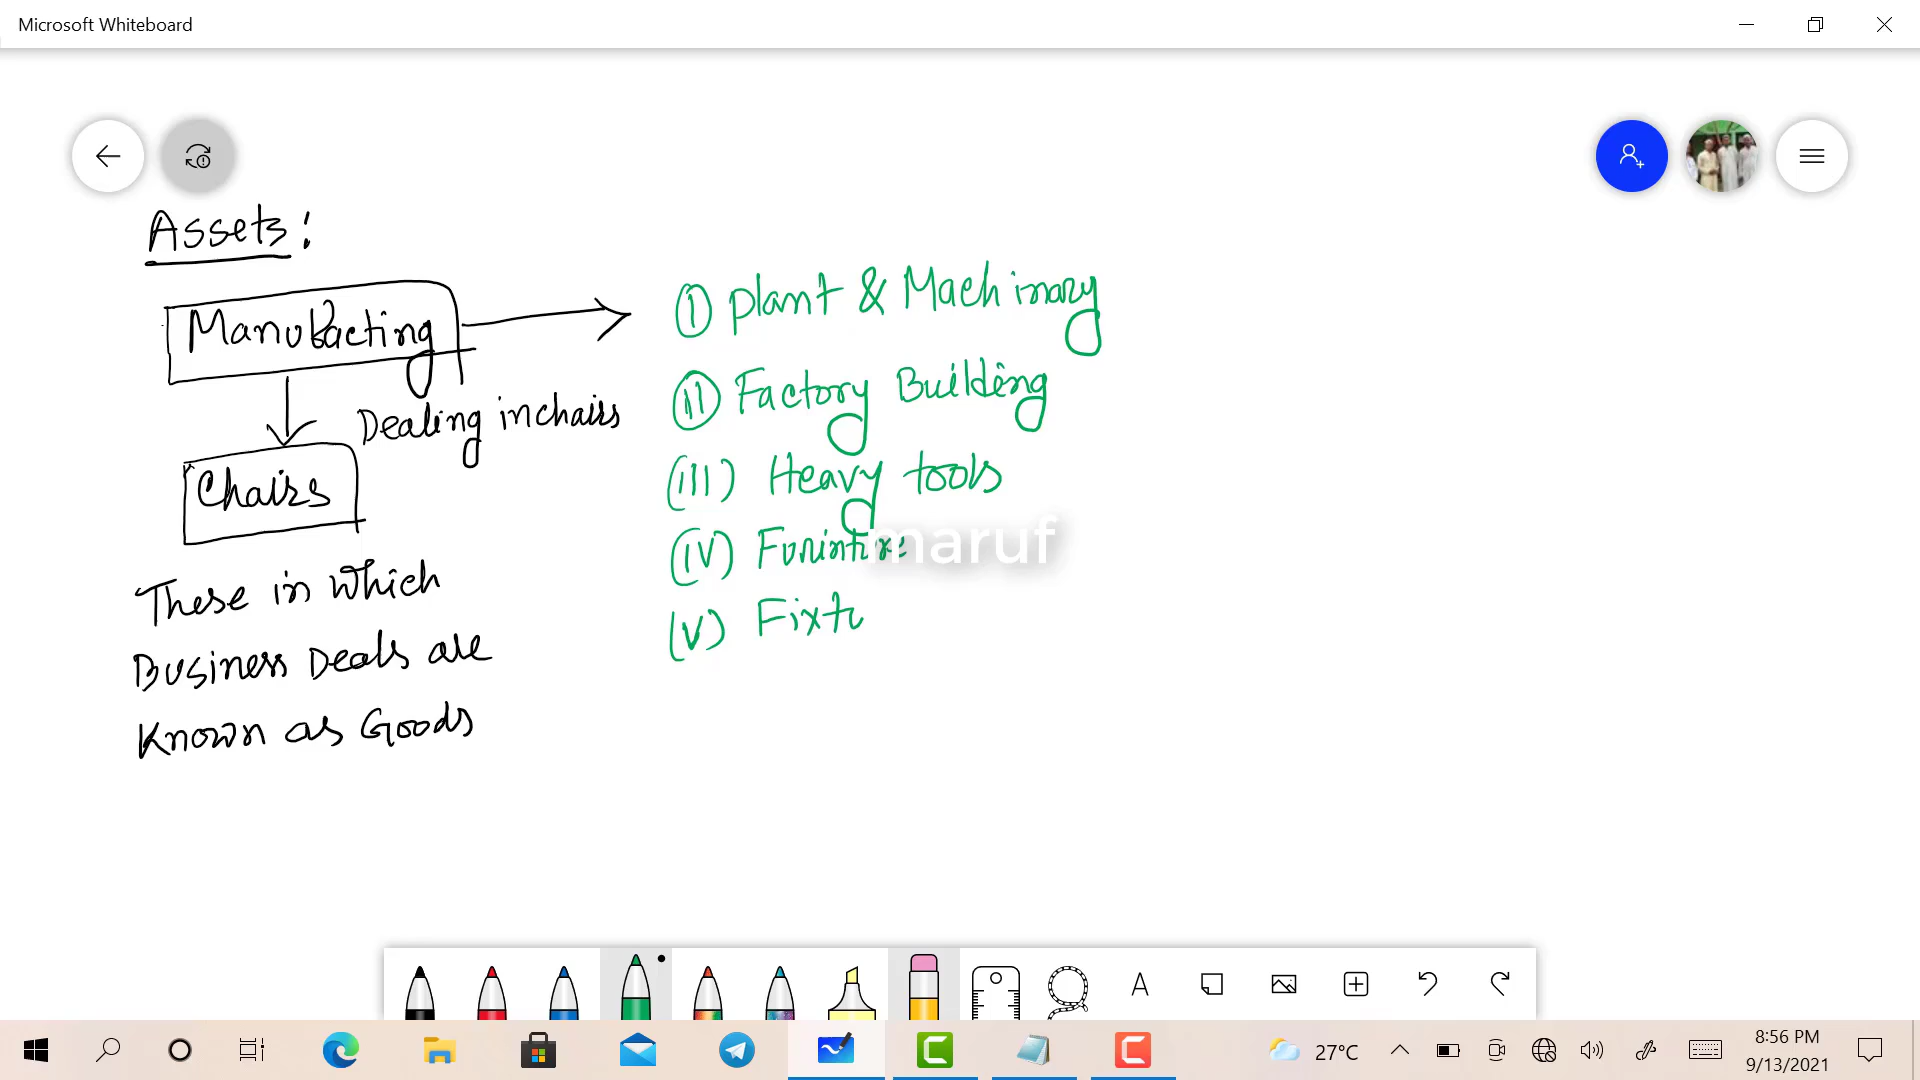 Microsoft Whiteboard
Assets:
Manufacting
Dealing in chairs
Chairs
These in which
Business Deals are
Known as Goods
(I) Plant & Machinary
(II) Factory Building
(III) Heavy tools
(IV) Furinture
(V) Fixtu
maruf
27°C
8:56 PM
9/13/2021